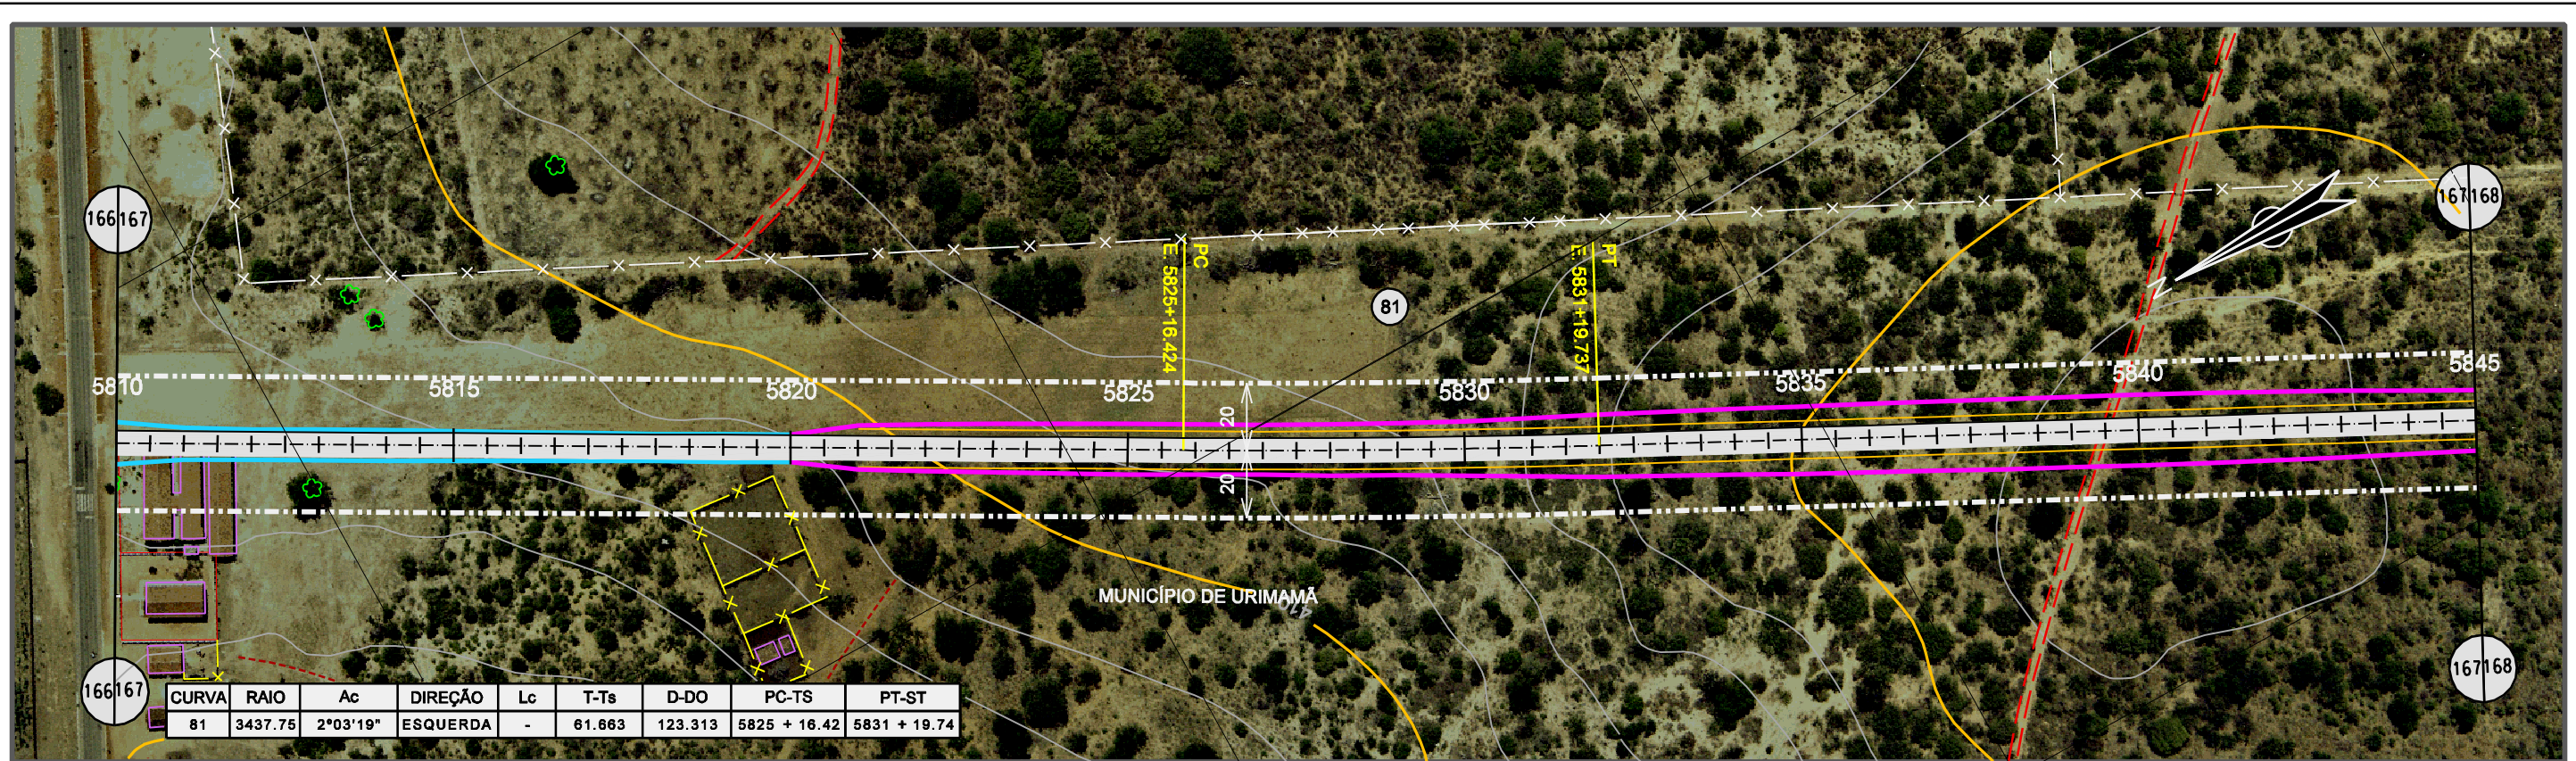 166 167
167 168
PC
E. 5825+16.424
PT
E. 5831+19.737
81
N
5810
5815
5820
5825
5830
5835
5840
5845
20
20
MUNICÍPIO DE URIMAMÃ
410
166 167
167 168
CURVA RAIO Ac DIREÇÃO Lc T-Ts D-DO PC-TS PT-ST
81 3437.75 2º03'19" ESQUERDA - 61.663 123.313 5825 + 16.42 5831 + 19.74